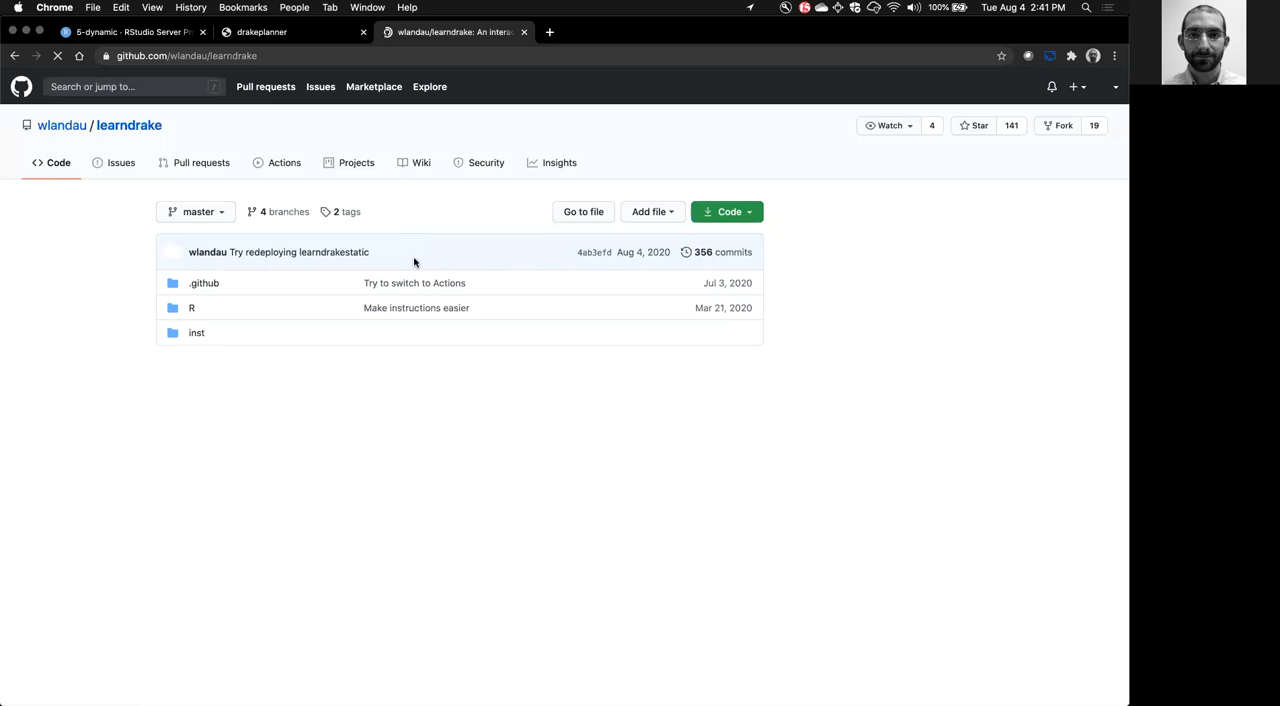 Chrome File Edit View History Bookmarks People Tab Window Help 100% Tue Aug 4 2:41 PM
5-dynamic - RStudio Server Pr drakeplanner wlandau/learndrake: An intera
github.com/wlandau/learndrake
Search or jump to... / Pull requests Issues Marketplace Explore
wlandau / learndrake Watch 4 Star 141 Fork 19
Code Issues Pull requests Actions Projects Wiki Security Insights
master 4 branches 2 tags Go to file Add file Code
wlandau Try redeploying learndrakestatic 4ab3efd Aug 4, 2020 356 commits
.github Try to switch to Actions Jul 3, 2020
R Make instructions easier Mar 21, 2020
inst